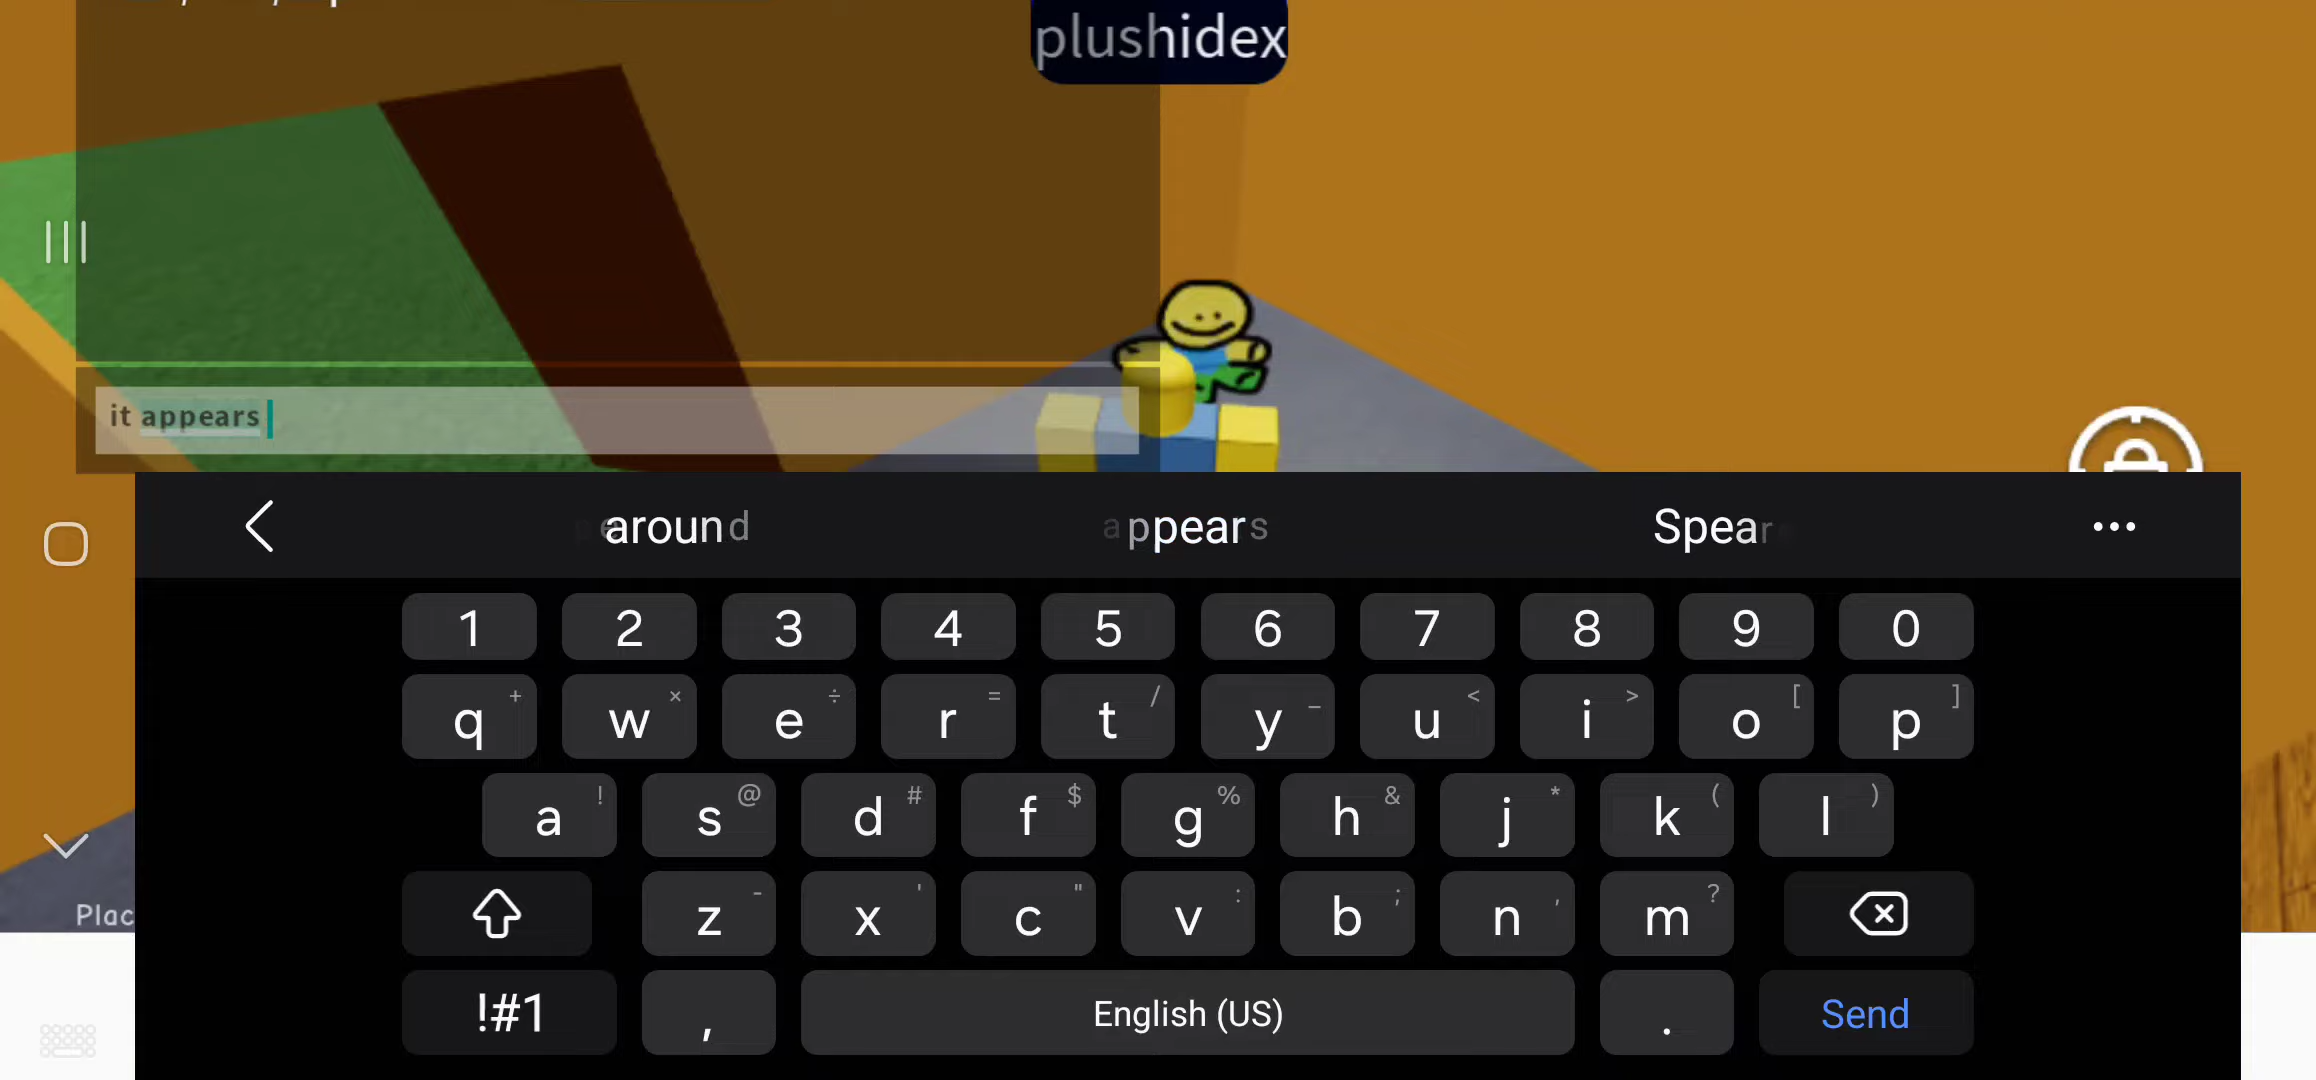 plushidex
it appears
around appears Spear
1 2 3 4 5 6 7 8 9 0
q + w × e ÷ r = t / y _ u < i > o [ p ]
a ! s @ d # f $ g % h & j * k ( l )
z - x ' c " v : b ; n , m ?
Plac
!#1 , English (US) . Send